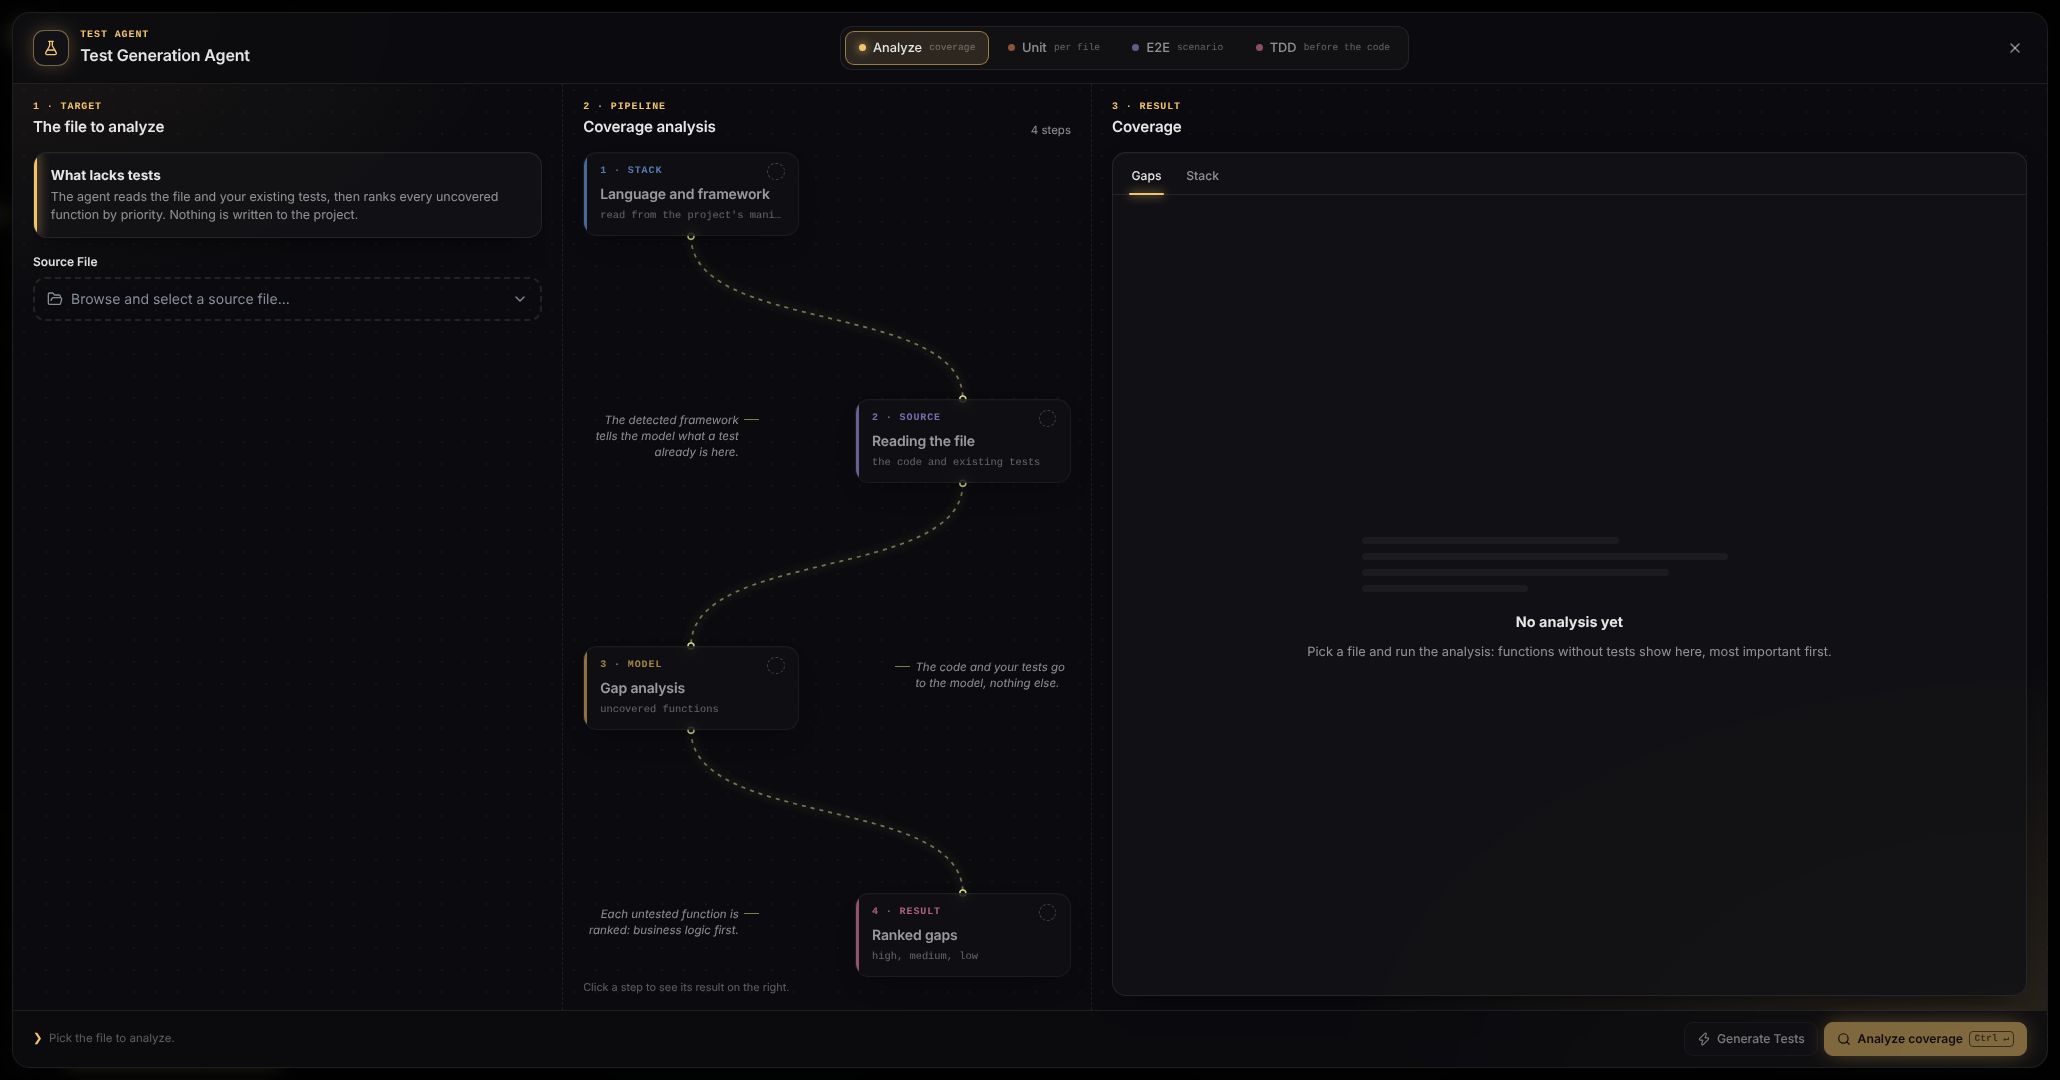 TEST AGENT
Test Generation Agent
Analyze coverage
Unit per file
E2E scenario
TDD before the code
1 · TARGET
The file to analyze
What lacks tests
The agent reads the file and your existing tests, then ranks every uncovered
function by priority. Nothing is written to the project.
Source File
Browse and select a source file...
2 · PIPELINE
Coverage analysis
4 steps
1 · STACK
Language and framework
read from the project's mani…
The detected framework
tells the model what a test
already is here.
2 · SOURCE
Reading the file
the code and existing tests
3 · MODEL
Gap analysis
uncovered functions
The code and your tests go
to the model, nothing else.
Each untested function is
ranked: business logic first.
4 · RESULT
Ranked gaps
high, medium, low
Click a step to see its result on the right.
3 · RESULT
Coverage
Gaps
Stack
No analysis yet
Pick a file and run the analysis: functions without tests show here, most important first.
❯ Pick the file to analyze.
Generate Tests
Analyze coverage Ctrl ↵